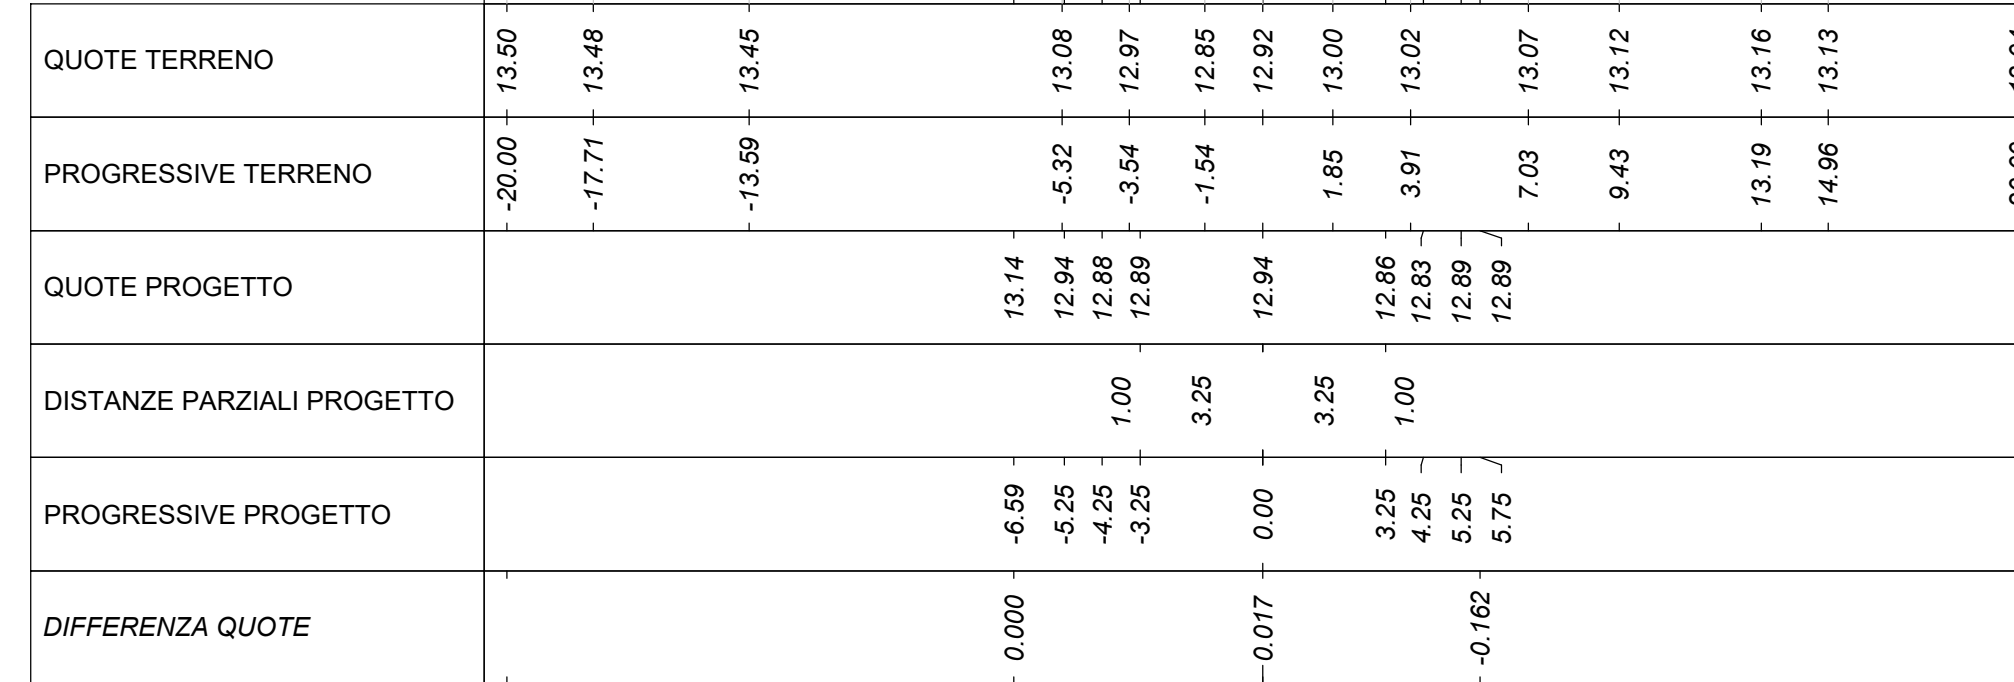 QUOTE TERRENO 13.50 13.48 13.45 13.08 12.97 12.85 12.92 13.00 13.02 13.07 13.12 13.16 13.13
PROGRESSIVE TERRENO -20.00 -17.71 -13.59 -5.32 -3.54 -1.54 1.85 3.91 7.03 9.43 13.19 14.96
QUOTE PROGETTO 13.14 12.94 12.88 12.89 12.94 12.86 12.83 12.89 12.89
DISTANZE PARZIALI PROGETTO 1.00 3.25 3.25 1.00
PROGRESSIVE PROGETTO -6.59 -5.25 -4.25 -3.25 0.00 3.25 4.25 5.25 5.75
DIFFERENZA QUOTE 0.000 0.017 -0.162